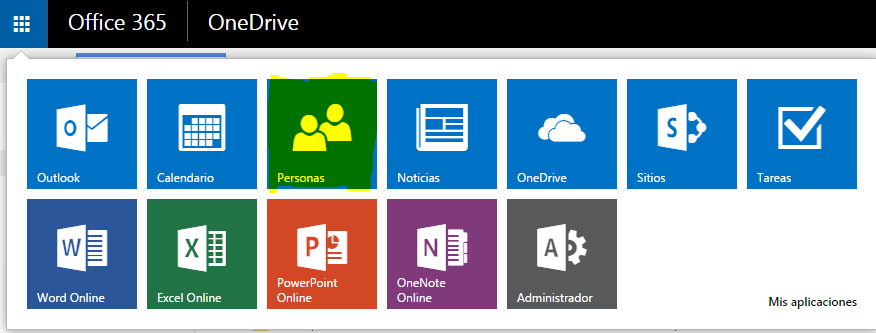 Office 365 OneDrive
Outlook Calendario Personas Noticias OneDrive Sitios Tareas
Word Online Excel Online PowerPoint Online OneNote Online Administrador
Mis aplicaciones